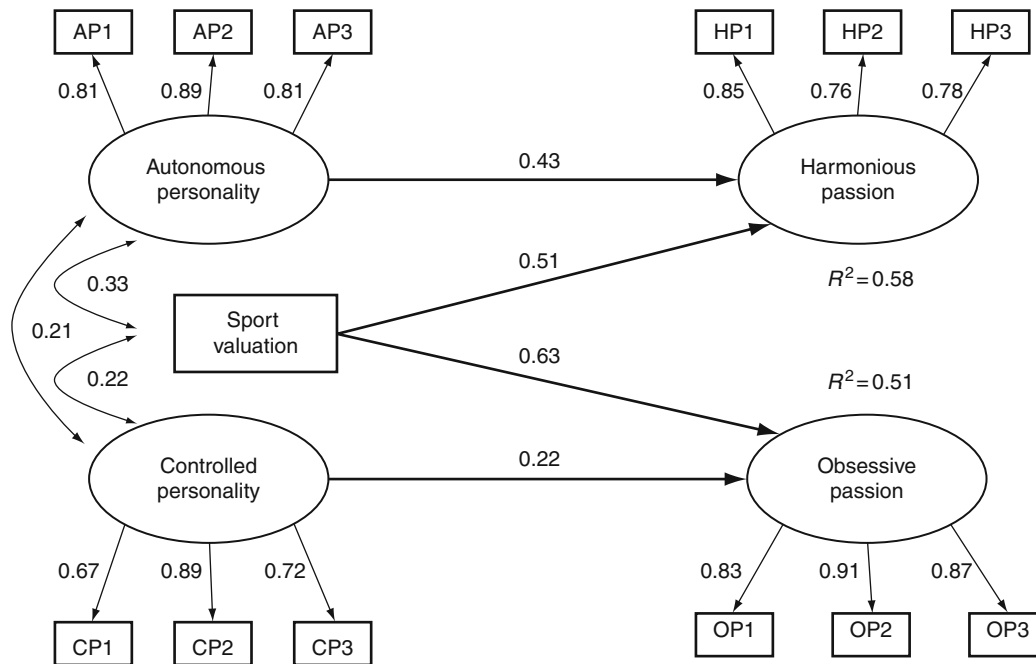 AP1 AP2 AP3 HP1 HP2 HP3
0.81 0.89 0.81 0.85 0.76 0.78
Autonomous
personality
0.43
Harmonious
passion
0.33
0.51
R² = 0.58
0.21
Sport
valuation
0.22
0.63
R² = 0.51
Controlled
personality
0.22
Obsessive
passion
0.67 0.89 0.72 0.83 0.91 0.87
CP1 CP2 CP3 OP1 OP2 OP3